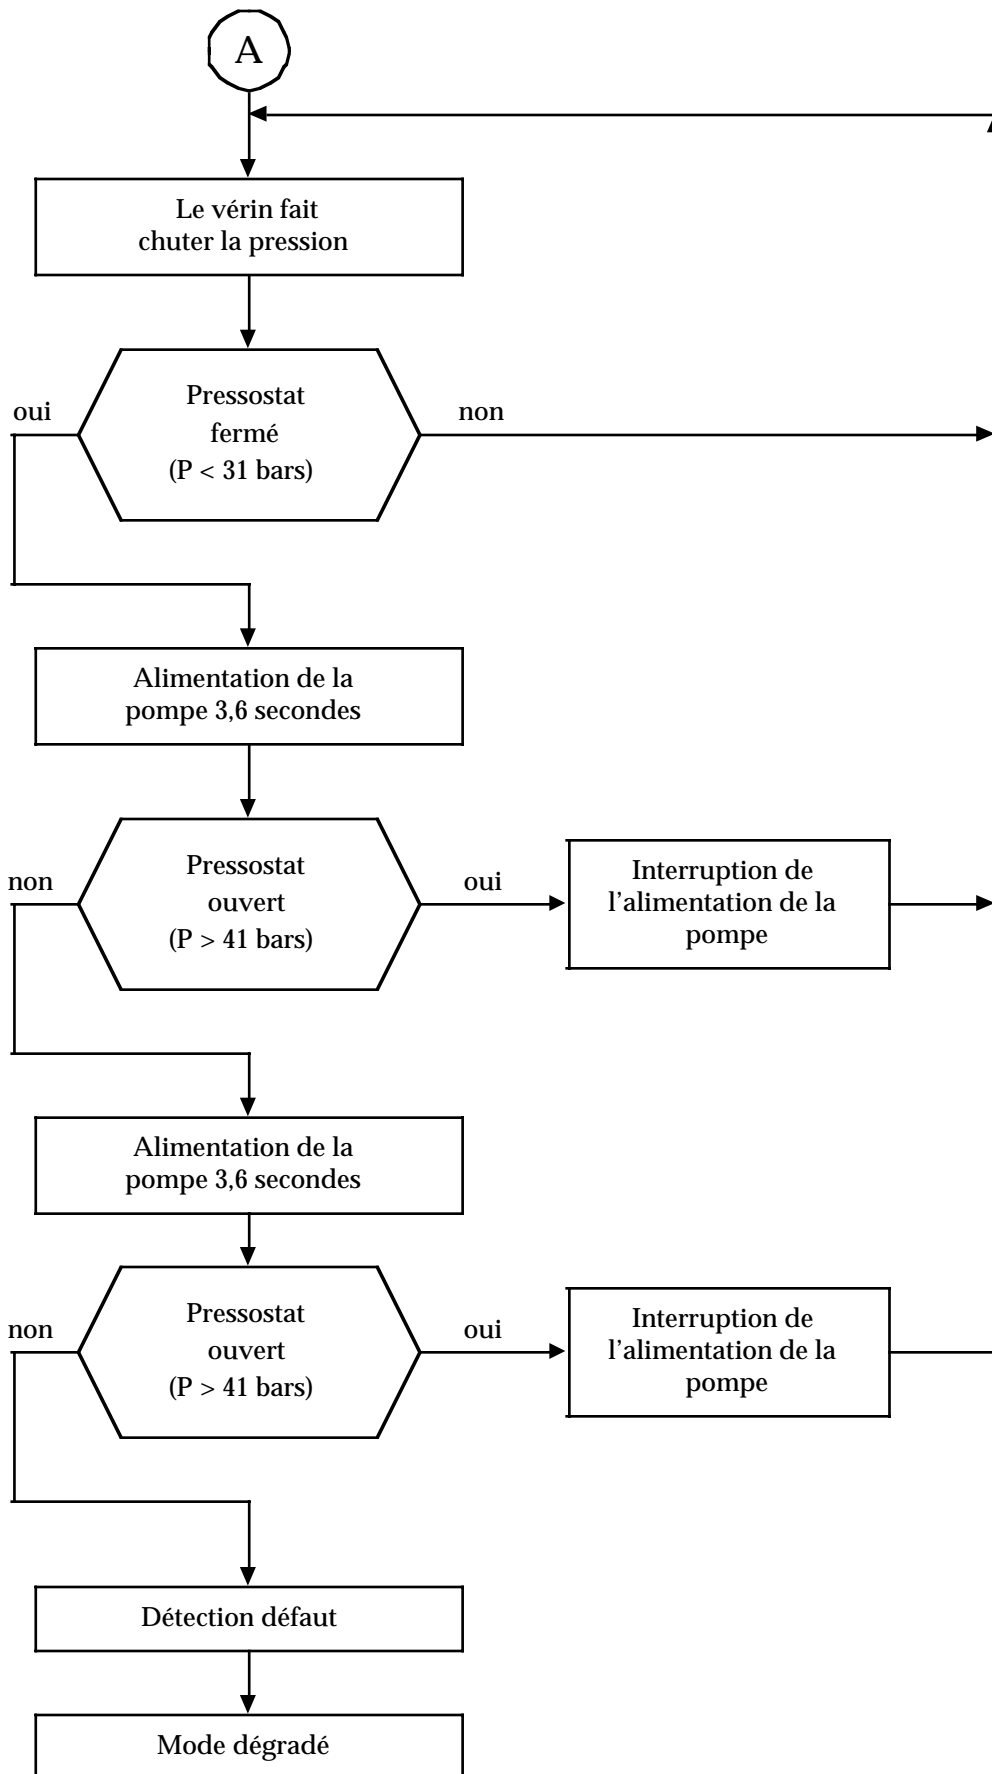 A
Le vérin fait
chuter la pression
Pressostat
fermé
(P < 31 bars)
oui
non
Alimentation de la
pompe 3,6 secondes
Pressostat
ouvert
(P > 41 bars)
non
oui
Interruption de
l'alimentation de la
pompe
Alimentation de la
pompe 3,6 secondes
Pressostat
ouvert
(P > 41 bars)
non
oui
Interruption de
l'alimentation de la
pompe
Détection défaut
Mode dégradé